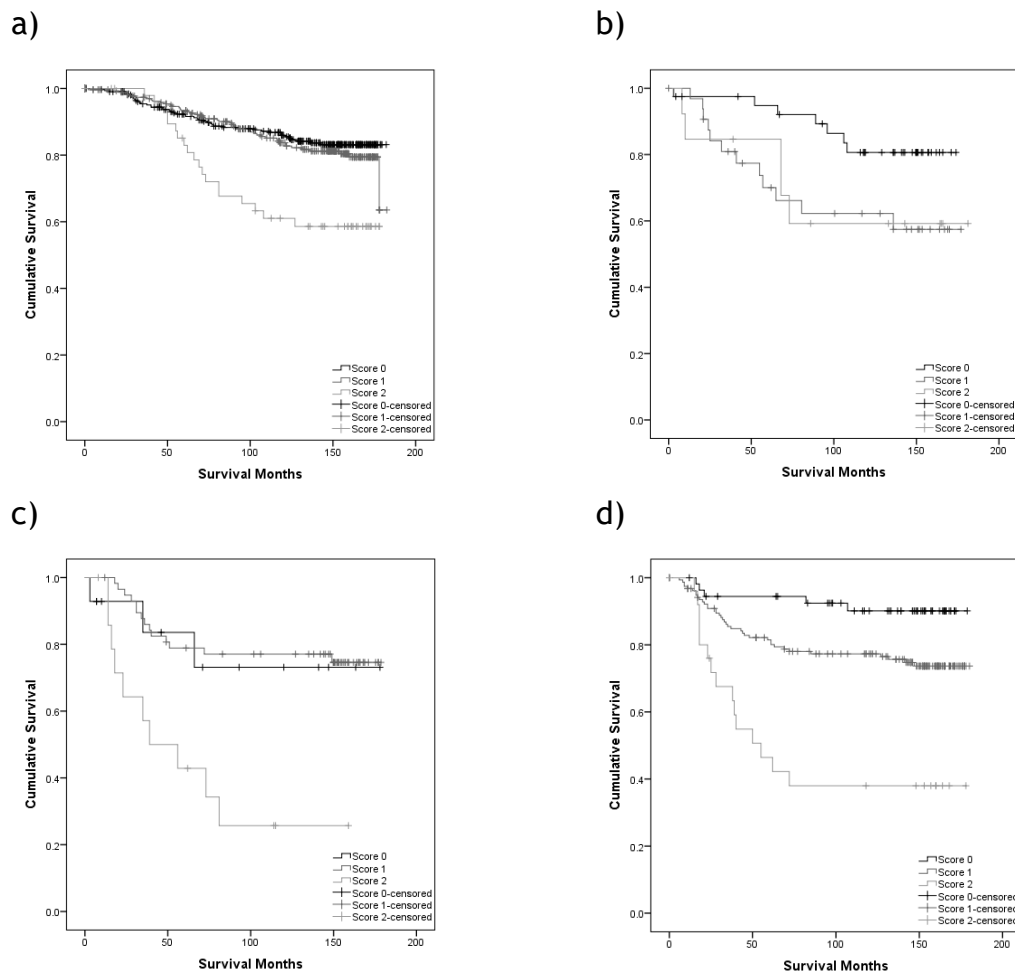 a)
1.0
0.8
0.6
0.4
0.2
0.0
Cumulative Survival
Score 0
Score 1
Score 2
Score 0-censored
Score 1-censored
Score 2-censored
0 50 100 150 200
Survival Months
b)
1.0
0.8
0.6
0.4
0.2
0.0
Cumulative Survival
Score 0
Score 1
Score 2
Score 0-censored
Score 1-censored
Score 2-censored
0 50 100 150 200
Survival Months
c)
1.0
0.8
0.6
0.4
0.2
0.0
Cumulative Survival
Score 0
Score 1
Score 2
Score 0-censored
Score 1-censored
Score 2-censored
0 50 100 150 200
Survival Months
d)
1.0
0.8
0.6
0.4
0.2
0.0
Cumulative Survival
Score 0
Score 1
Score 2
Score 0-censored
Score 1-censored
Score 2-censored
0 50 100 150 200
Survival Months